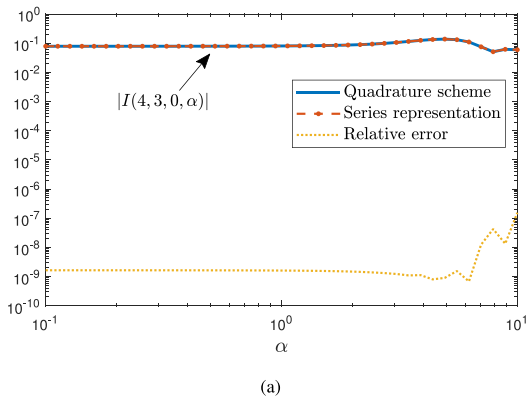 10^0
10^-1
10^-2
10^-3
10^-4
10^-5
10^-6
10^-7
10^-8
10^-9
10^-10
|I(4, 3, 0, α)|
Quadrature scheme
Series representation
Relative error
10^-1 10^0 10^1
α
(a)